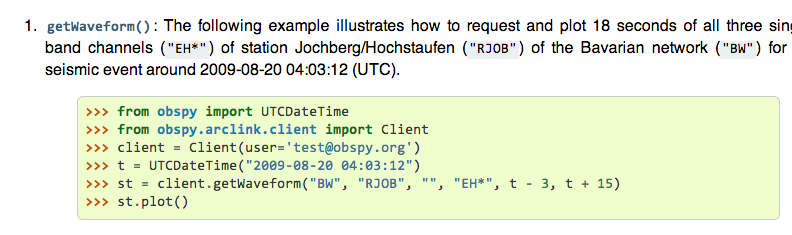 1. getWaveform(): The following example illustrates how to request and plot 18 seconds of all three
band channels ("EH*") of station Jochberg/Hochstaufen ("RJOB") of the Bavarian network ("BW") for
seismic event around 2009-08-20 04:03:12 (UTC).
>>> from obspy import UTCDateTime
>>> from obspy.arclink.client import Client
>>> client = Client(user='test@obspy.org')
>>> t = UTCDateTime("2009-08-20 04:03:12")
>>> st = client.getWaveform("BW", "RJOB", "", "EH*", t - 3, t + 15)
>>> st.plot()